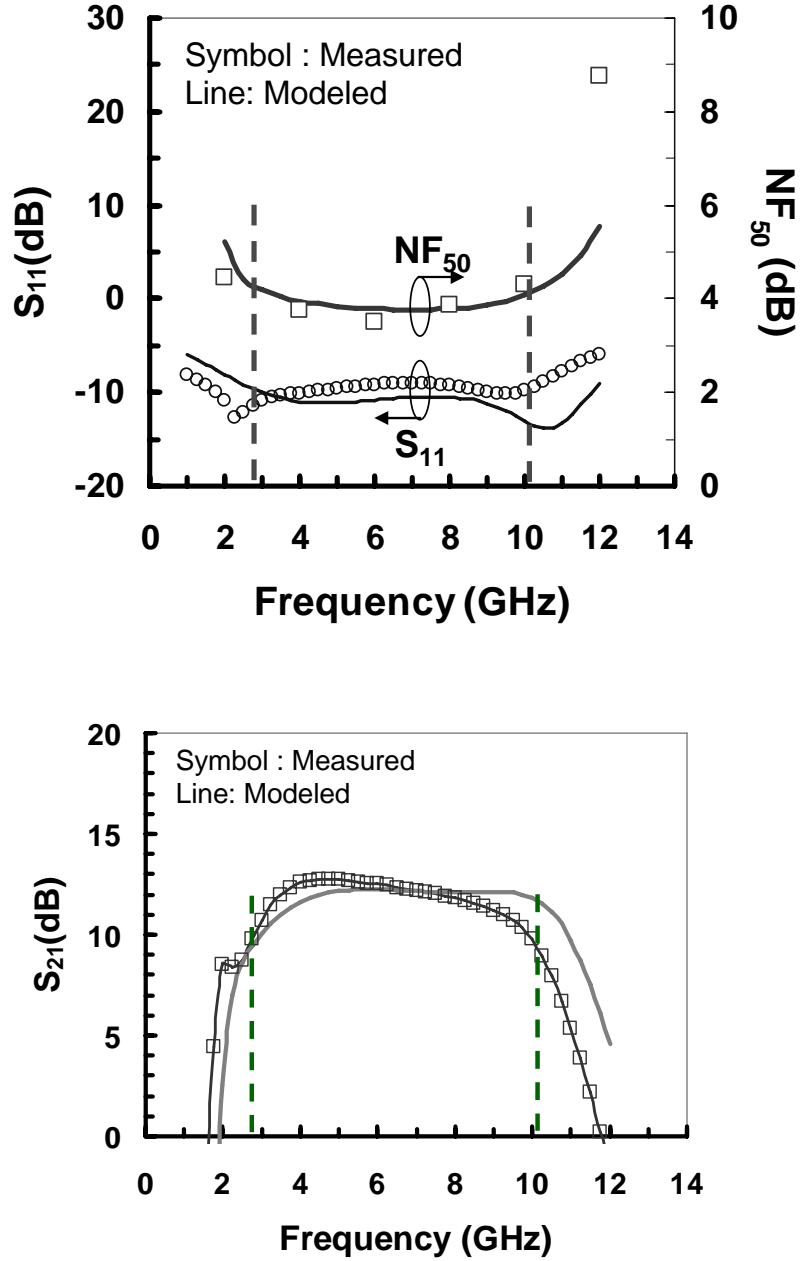 30
20
10
0
-10
-20
S11(dB)
Symbol : Measured
Line: Modeled
NF50
S11
10
8
6
4
2
0
NF50 (dB)
0 2 4 6 8 10 12 14
Frequency (GHz)
20
15
10
5
0
S21(dB)
Symbol : Measured
Line: Modeled
0 2 4 6 8 10 12 14
Frequency (GHz)